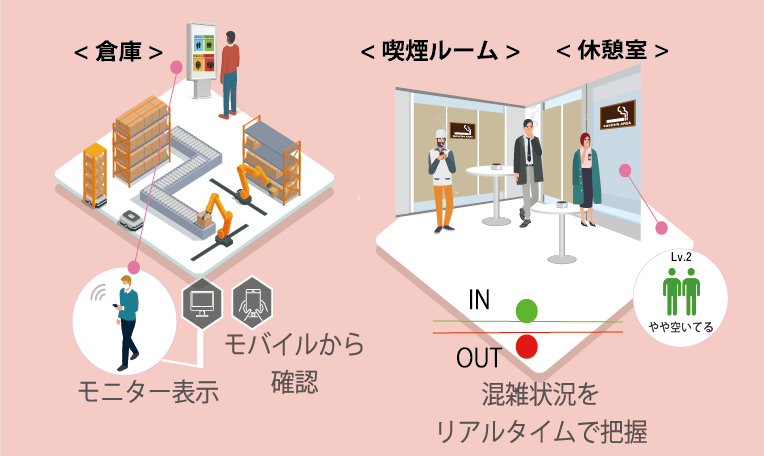 < 倉庫 >
< 喫煙ルーム >
< 休憩室 >
SMOKING AREA
SMOKING AREA
Lv.2
やや空いてる
IN
OUT
モバイルから
確認
モニター表示
混雑状況を
リアルタイムで把握